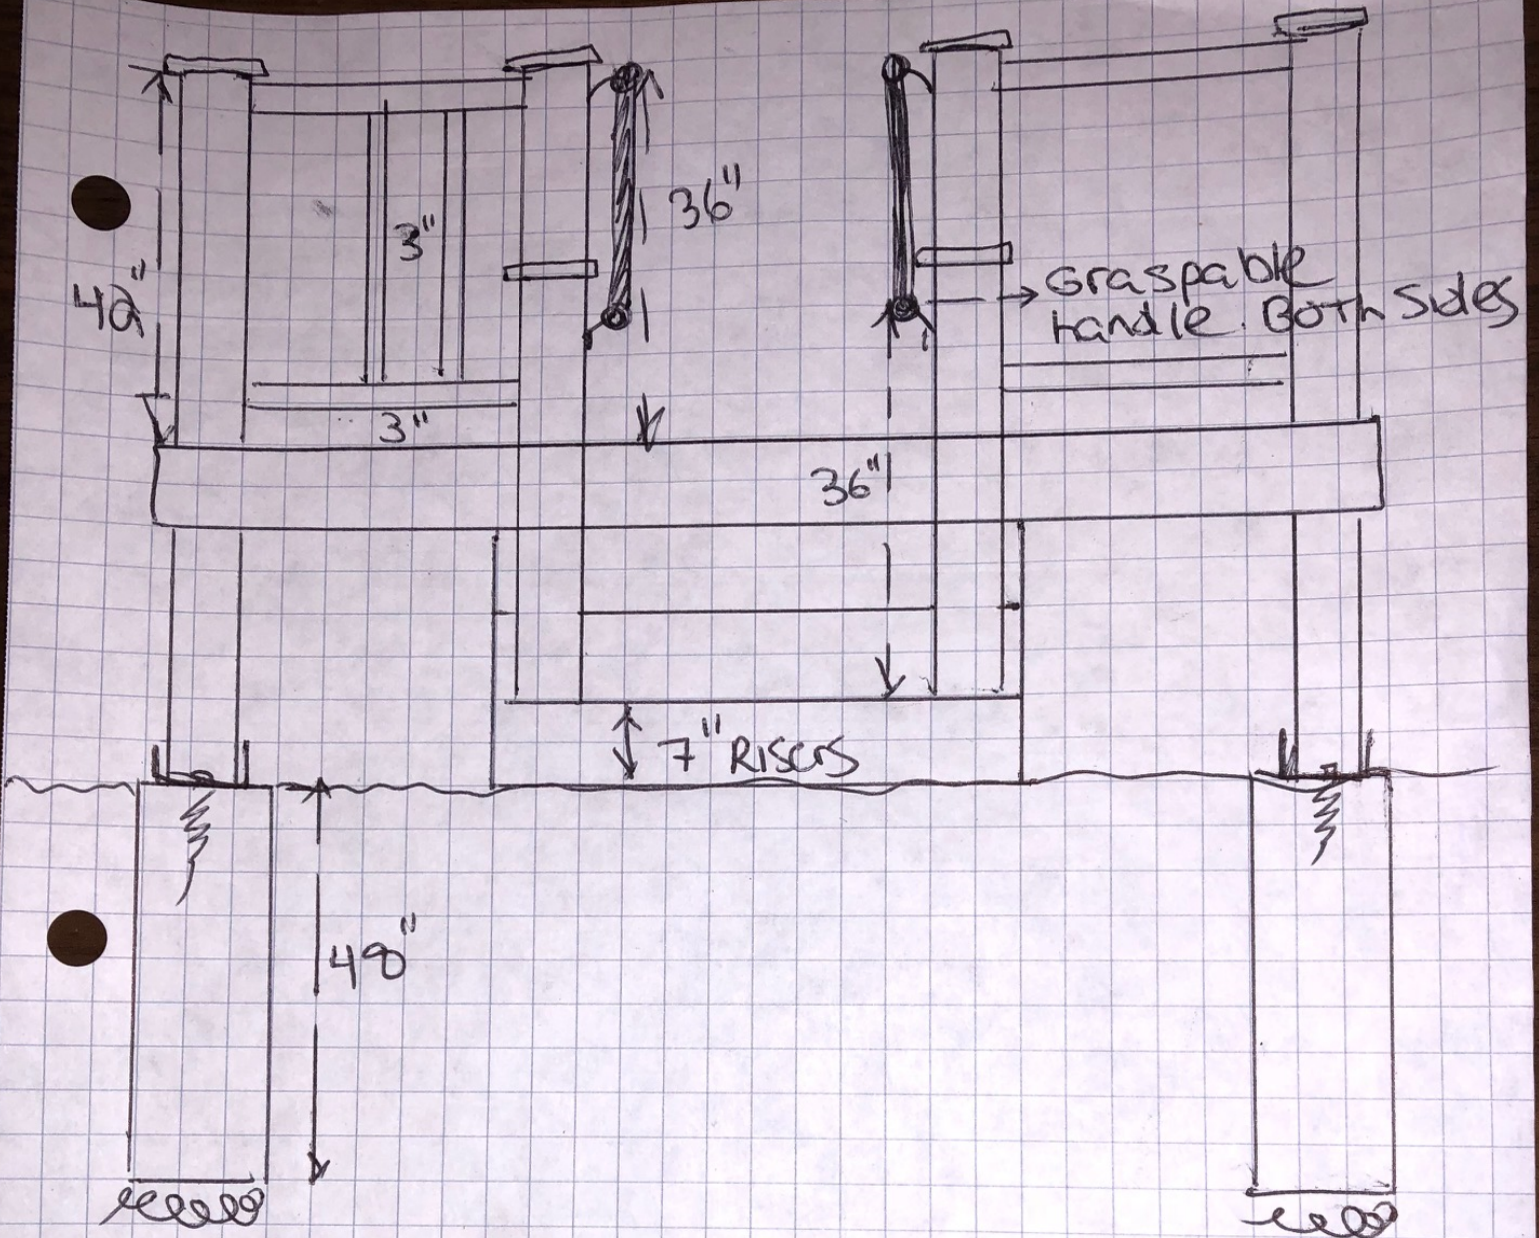 36"
3"
42"
Graspable
Handle. Both Sides
3"
36"
7" Risers
48"